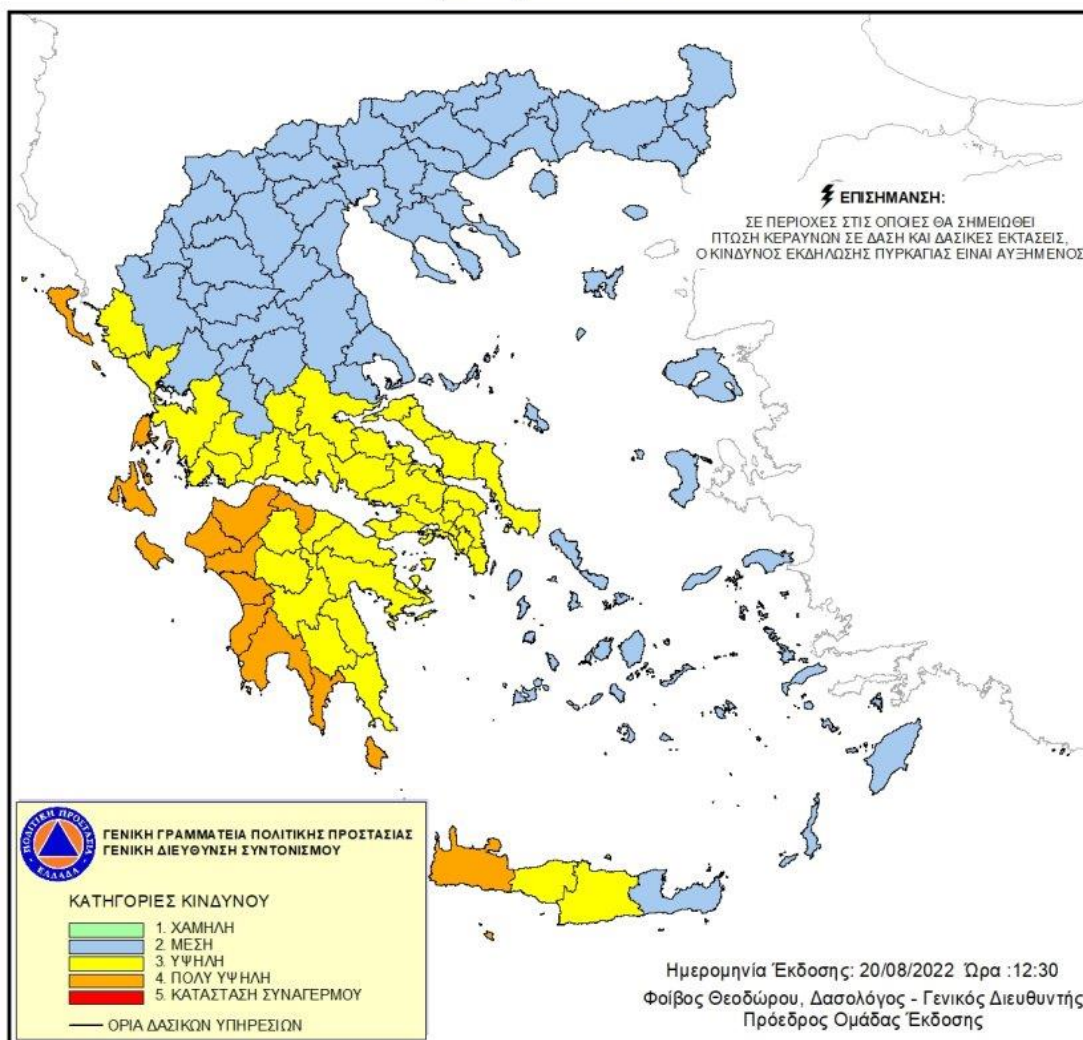 ΕΠΙΣΗΜΑΝΣΗ:
ΣΕ ΠΕΡΙΟΧΕΣ ΣΤΙΣ ΟΠΟΙΕΣ ΘΑ ΣΗΜΕΙΩΘΕΙ
ΠΤΩΣΗ ΚΕΡΑΥΝΩΝ ΣΕ ΔΑΣΗ ΚΑΙ ΔΑΣΙΚΕΣ ΕΚΤΑΣΕΙΣ,
Ο ΚΙΝΔΥΝΟΣ ΕΚΔΗΛΩΣΗΣ ΠΥΡΚΑΓΙΑΣ ΕΙΝΑΙ ΑΥΞΗΜΕΝΟΣ
ΠΟΛΙΤΙΚΗ ΠΡΟΣΤΑΣΙΑ
ΕΛΛΑΔΑ
ΓΕΝΙΚΗ ΓΡΑΜΜΑΤΕΙΑ ΠΟΛΙΤΙΚΗΣ ΠΡΟΣΤΑΣΙΑΣ
ΓΕΝΙΚΗ ΔΙΕΥΘΥΝΣΗ ΣΥΝΤΟΝΙΣΜΟΥ
ΚΑΤΗΓΟΡΙΕΣ ΚΙΝΔΥΝΟΥ
1. ΧΑΜΗΛΗ
2. ΜΕΣΗ
3. ΥΨΗΛΗ
4. ΠΟΛΥ ΥΨΗΛΗ
5. ΚΑΤΑΣΤΑΣΗ ΣΥΝΑΓΕΡΜΟΥ
ΟΡΙΑ ΔΑΣΙΚΩΝ ΥΠΗΡΕΣΙΩΝ
Ημερομηνία Έκδοσης: 20/08/2022 Ώρα :12:30
Φοίβος Θεοδώρου, Δασολόγος - Γενικός Διευθυντής
Πρόεδρος Ομάδας Έκδοσης